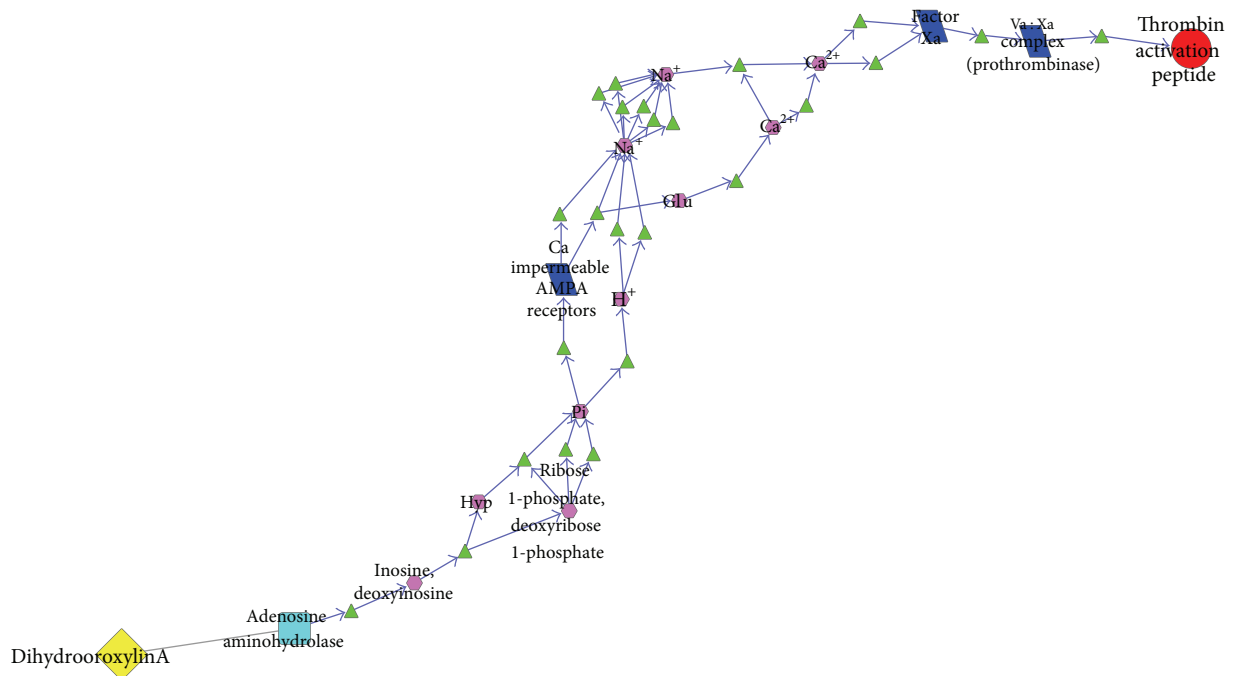 Factor
Xa
Va : Xa
complex
(prothrombinase)
Thrombin
activation
peptide
Na+
Ca2+
Ca2+
Na+
Glu
Ca
impermeable
AMPA
receptors
H+
Pi
Ribose
1-phosphate,
deoxyribose
1-phosphate
Hyp
Inosine,
deoxyinosine
Adenosine
aminohydrolase
DihydrooroxylinA